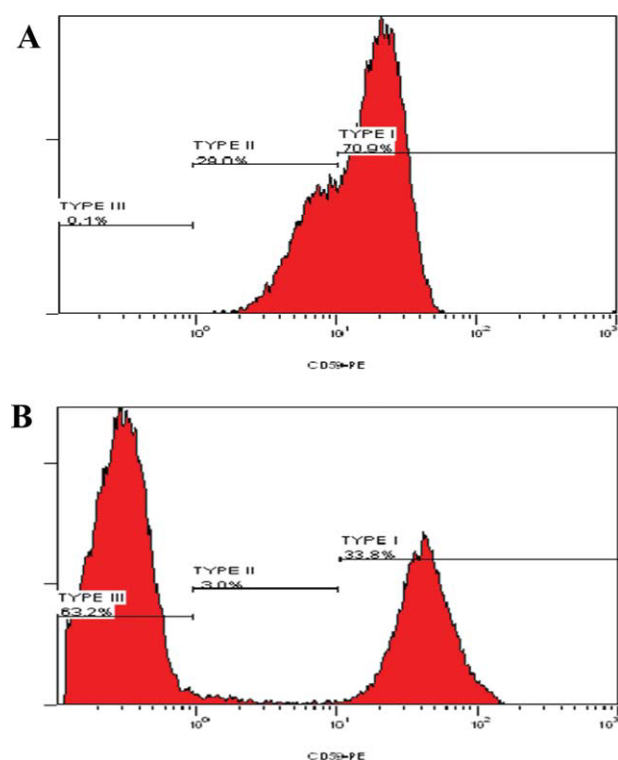 A
TYPE I
70.9%
TYPE II
29.0%
TYPE III
0.1%
10⁰
10¹
10²
10³
CD59-PE
B
TYPE I
33.8%
TYPE II
3.0%
TYPE III
63.2%
10⁰
10¹
10²
10³
CD59-PE